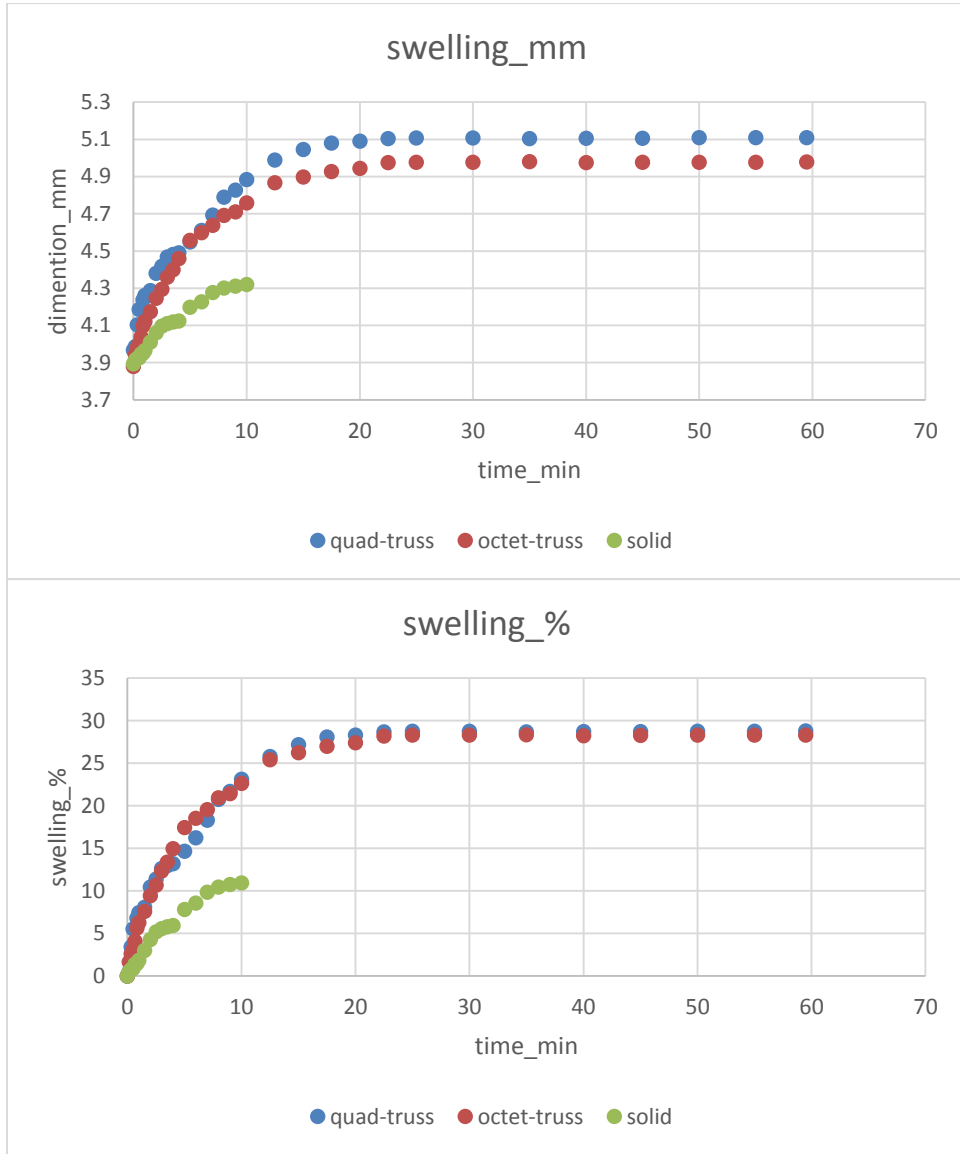 swelling_mm
5.3
5.1
4.9
4.7
4.5
4.3
4.1
3.9
3.7
dimention_mm
0 10 20 30 40 50 60 70
time_min
quad-truss octet-truss solid
swelling_%
35
30
25
20
15
10
5
0
swelling_%
0 10 20 30 40 50 60 70
time_min
quad-truss octet-truss solid